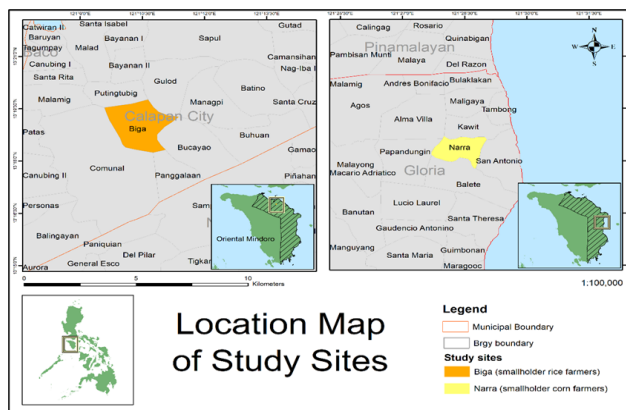 Santa Isabel
Gutad
Catwiran II
Baruyan
Bayanan I
Sapul
Tagumpay
Malad
Baco
Camansihan
Canubing I
Bayanan II
Nag-Iba I
Santa Rita
Gulod
Putingtubig
Batino
Malamig
Managpi
Santa Cruz
Calapan City
Patas
Biga
Buhuan
Bucayao
Gamao
Comunal
Canubing II
Panggalaan
Piñahan
Personas
Sam
Balingayan
Oriental Mindoro
Paniquian
Del Pilar
Tigkan
General Esco
Aurora
0
5
10
Kilometers
Calingag
Rosario
Quinabigan
Pinamalayan
Pambisan Munti
Malaya
Del Razon
N
W
E
S
Malamig
Andres Bonifacio
Bulaklakan
Agos
Maligaya
Tambong
Alma Villa
Kawit
Narra
Papandungin
San Antonio
Malayong
Gloria
Macario Adriatico
Balete
Lucio Laurel
Banutan
Santa Theresa
Gaudencio Antonino
Manguyang
Guimbonan
Santa Maria
Maragooc
1:100,000
Location Map
of Study Sites
Legend
Municipal Boundary
Brgy boundary
Study sites
Biga (smallholder rice farmers)
Narra (smallholder corn farmers)